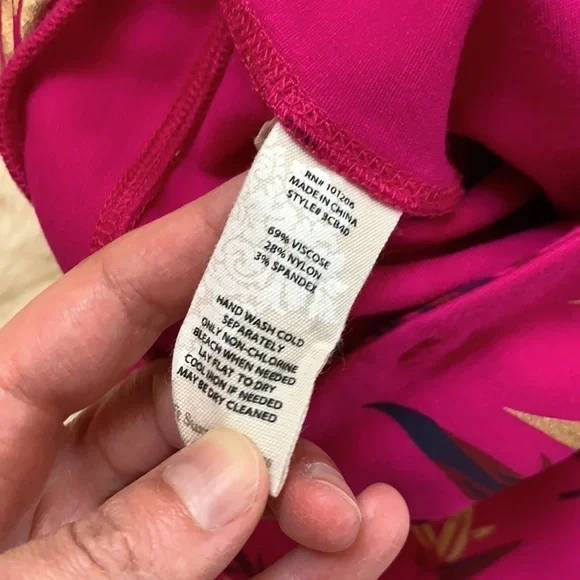 RN# 101206
MADE IN CHINA
STYLE# 3CB4D
69% VISCOSE
28% NYLON
3% SPANDEX
HAND WASH COLD
SEPARATELY
ONLY NON-CHLORINE
BLEACH WHEN NEEDED
LAY FLAT TO DRY
COOL IRON IF NEEDED
MAY BE DRY CLEANED